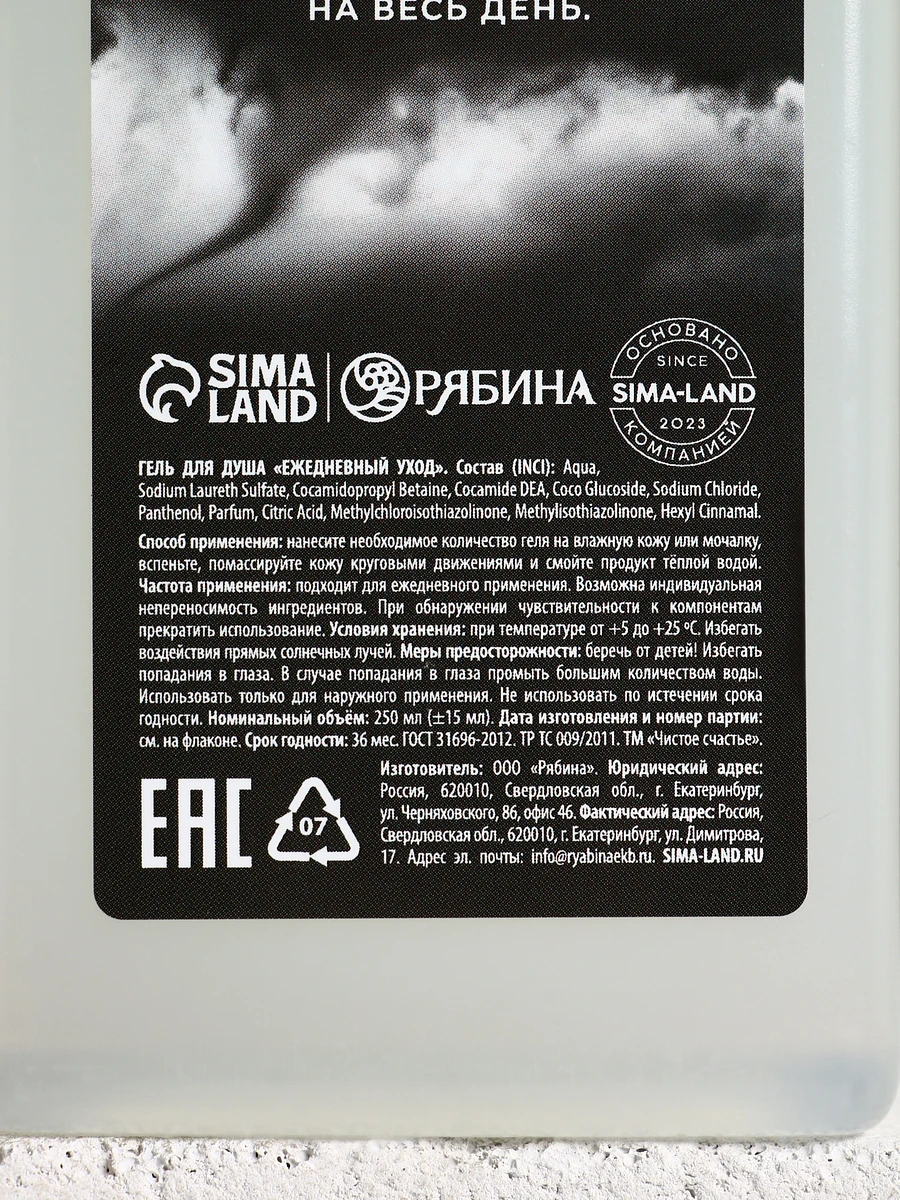 НА ВЕСЬ ДЕНЬ.
SIMA
LAND
РЯБИНА
ОСНОВАНО
SINCE
SIMA-LAND
2023
КОМПАНИЕЙ
ГЕЛЬ ДЛЯ ДУША «ЕЖЕДНЕВНЫЙ УХОД». Состав (INCI): Aqua,
Sodium Laureth Sulfate, Cocamidopropyl Betaine, Cocamide DEA, Coco Glucoside, Sodium Chloride,
Panthenol, Parfum, Citric Acid, Methylchloroisothiazolinone, Methylisothiazolinone, Hexyl Cinnamal.
Способ применения: нанесите необходимое количество геля на влажную кожу или мочалку,
вспеньте, помассируйте кожу круговыми движениями и смойте продукт тёплой водой.
Частота применения: подходит для ежедневного применения. Возможна индивидуальная
непереносимость ингредиентов. При обнаружении чувствительности к компонентам
прекратить использование. Условия хранения: при температуре от +5 до +25 °С. Избегать
воздействия прямых солнечных лучей. Меры предосторожности: беречь от детей! Избегать
попадания в глаза. В случае попадания в глаза промыть большим количеством воды.
Использовать только для наружного применения. Не использовать по истечении срока
годности. Номинальный объём: 250 мл (±15 мл). Дата изготовления и номер партии:
см. на флаконе. Срок годности: 36 мес. ГОСТ 31696-2012. ТР ТС 009/2011. ТМ «Чистое счастье».
EAC
07
Изготовитель: ООО «Рябина». Юридический адрес:
Россия, 620010, Свердловская обл., г. Екатеринбург,
ул. Черняховского, 86, офис 46. Фактический адрес: Россия,
Свердловская обл., 620010, г. Екатеринбург, ул. Димитрова,
17. Адрес эл. почты: info@ryabinaekb.ru. SIMA-LAND.RU